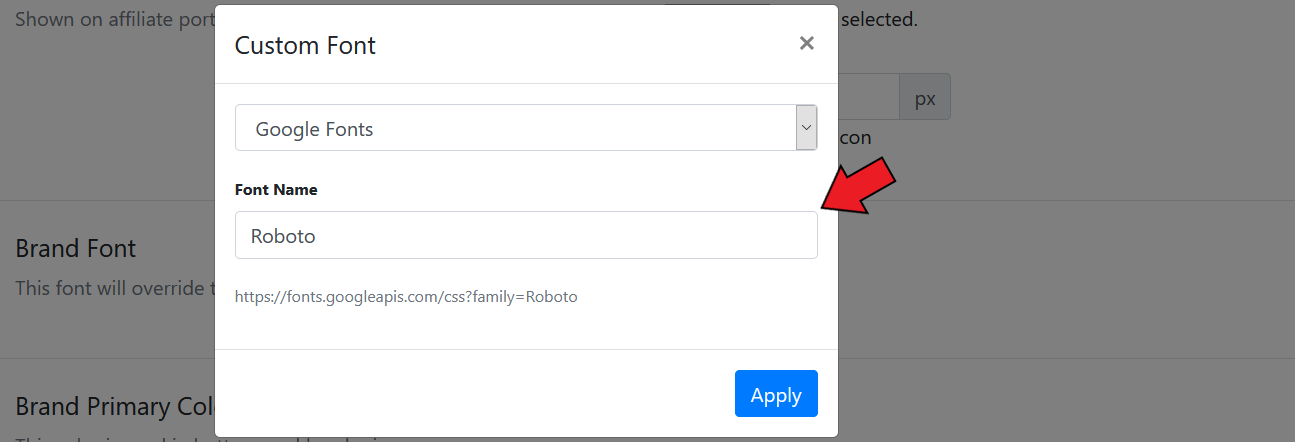 Shown on affiliate port
selected.
Custom Font
×
Google Fonts
px
con
Font Name
Roboto
Brand Font
This font will override t
https://fonts.googleapis.com/css?family=Roboto
Apply
Brand Primary Col